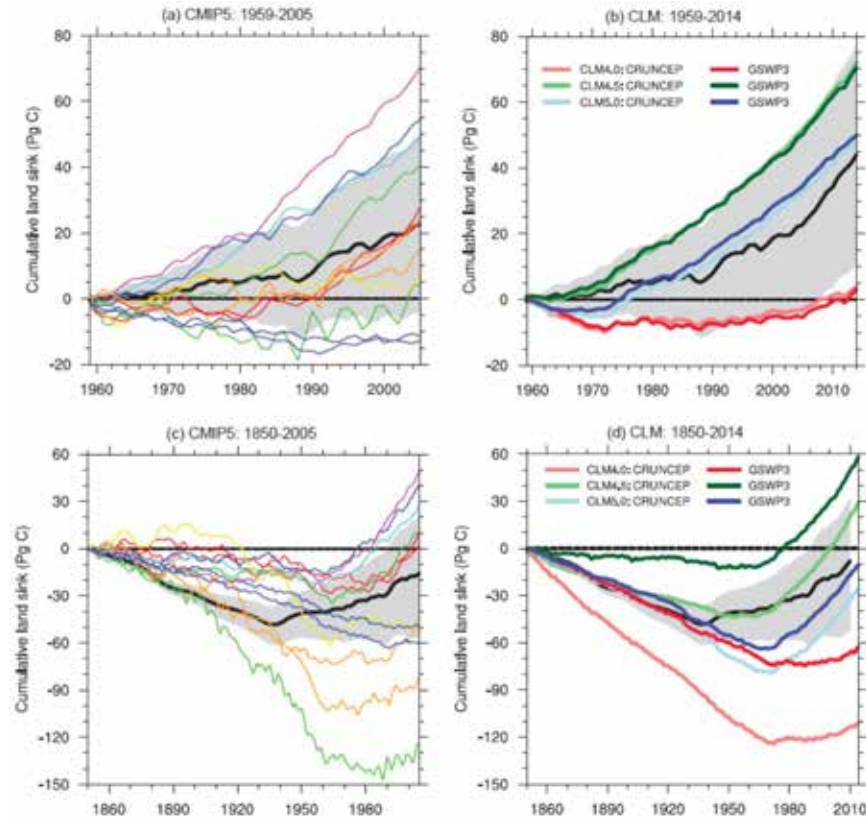 (a) CMIP5: 1959-2005
Cumulative land sink (Pg C)
80
60
40
20
0
-20
1960 1970 1980 1990 2000
(b) CLM: 1959-2014
CLM4.0: CRUNCEP GSWP3
CLM4.5: CRUNCEP GSWP3
CLM5.0: CRUNCEP GSWP3
Cumulative land sink (Pg C)
80
60
40
20
0
-20
1960 1970 1980 1990 2000 2010
(c) CMIP5: 1850-2005
Cumulative land sink (Pg C)
60
30
0
-30
-60
-90
-120
-150
1860 1890 1920 1950 1980
(d) CLM: 1850-2014
CLM4.0: CRUNCEP GSWP3
CLM4.5: CRUNCEP GSWP3
CLM5.0: CRUNCEP GSWP3
Cumulative land sink (Pg C)
60
30
0
-30
-60
-90
-120
-150
1860 1890 1920 1950 1980 2010